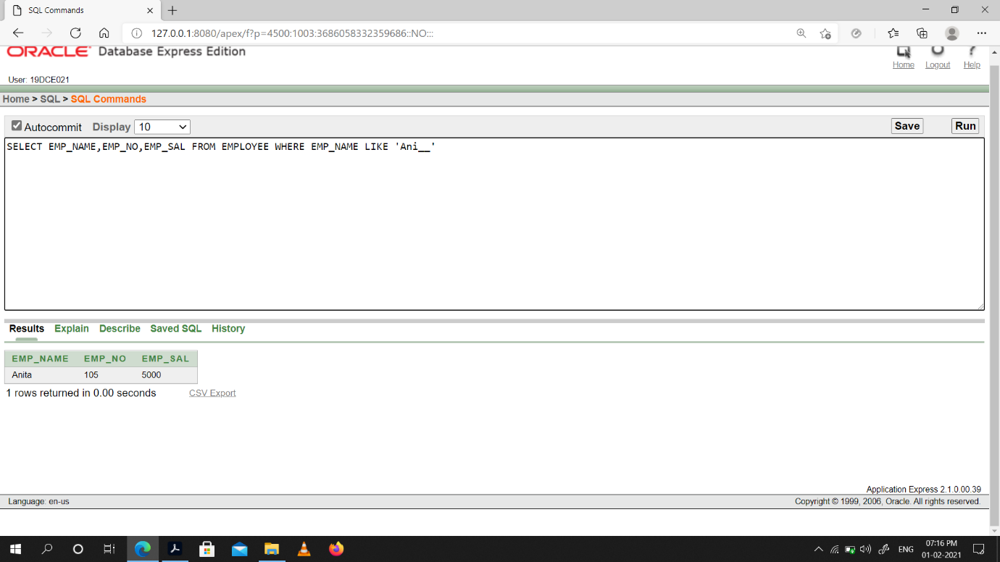 SQL Commands
127.0.0.1:8080/apex/f?p=4500:1003:3686058332359686::NO:::
ORACLE Database Express Edition
Home Logout Help
User: 19DCE021
Home > SQL > SQL Commands
Autocommit Display 10 Save Run
SELECT EMP_NAME,EMP_NO,EMP_SAL FROM EMPLOYEE WHERE EMP_NAME LIKE 'Ani__'
Results Explain Describe Saved SQL History
EMP_NAME EMP_NO EMP_SAL
Anita 105 5000
1 rows returned in 0.00 seconds CSV Export
Application Express 2.1.0.00.39
Language: en-us Copyright © 1999, 2006, Oracle. All rights reserved.
ENG 07:16 PM
01-02-2021